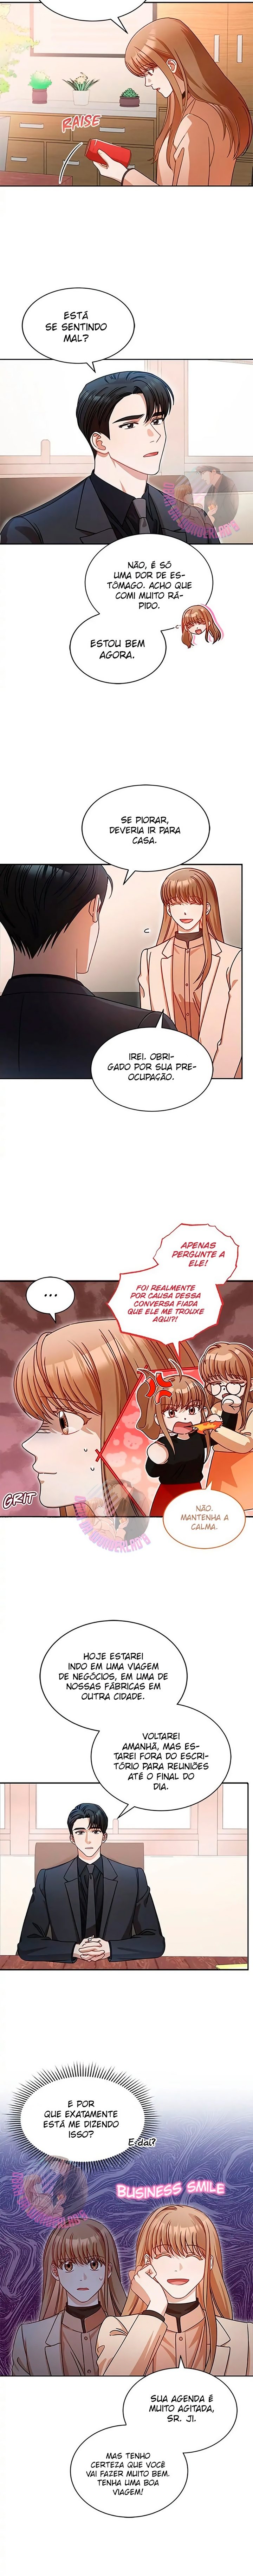 RAISE
ESTÁ
SE SENTINDO
MAL?
NÃO, É SÓ
UMA DOR DE ES-
TÔMAGO. ACHO QUE
COMI MUITO RÁ-
PIDO.
ESTOU BEM
AGORA.
SE PIORAR,
DEVERIA IR PARA
CASA.
IREI. OBRI-
GADO POR SUA PRE-
OCUPAÇÃO.
APENAS
PERGUNTE A
ELE!
FOI REALMENTE
POR CAUSA DESSA
CONVERSA FIADA
QUE ELE ME TROUXE
AQUI?!
...
GRIT
NÃO.
MANTENHA A
CALMA.
HOJE ESTAREI
INDO EM UMA VIAGEM
DE NEGÓCIOS, EM UMA DE
NOSSAS FÁBRICAS EM
OUTRA CIDADE.
VOLTAREI
AMANHÃ, MAS ES-
TAREI FORA DO ESCRI-
TÓRIO PARA REUNIÕES
ATÉ O FINAL DO
DIA.
E POR
QUE EXATAMENTE
ESTÁ ME DIZENDO
ISSO?
E daí?
BUSINESS SMILE
SUA AGENDA É
MUITO AGITADA,
SR. JI.
MAS TENHO
CERTEZA QUE VOCÊ
VAI FAZER MUITO BEM.
TENHA UMA BOA
VIAGEM!